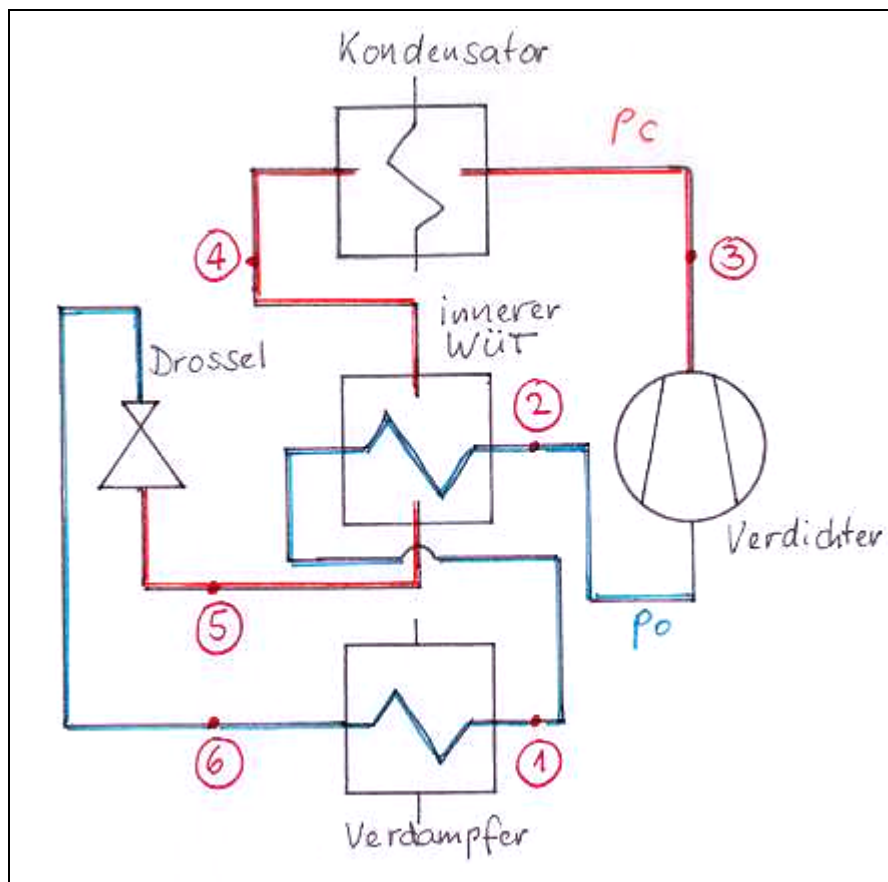 Kondensator
pc
4
3
innerer
WÜT
Drossel
2
Verdichter
5
po
6
1
Verdampfer